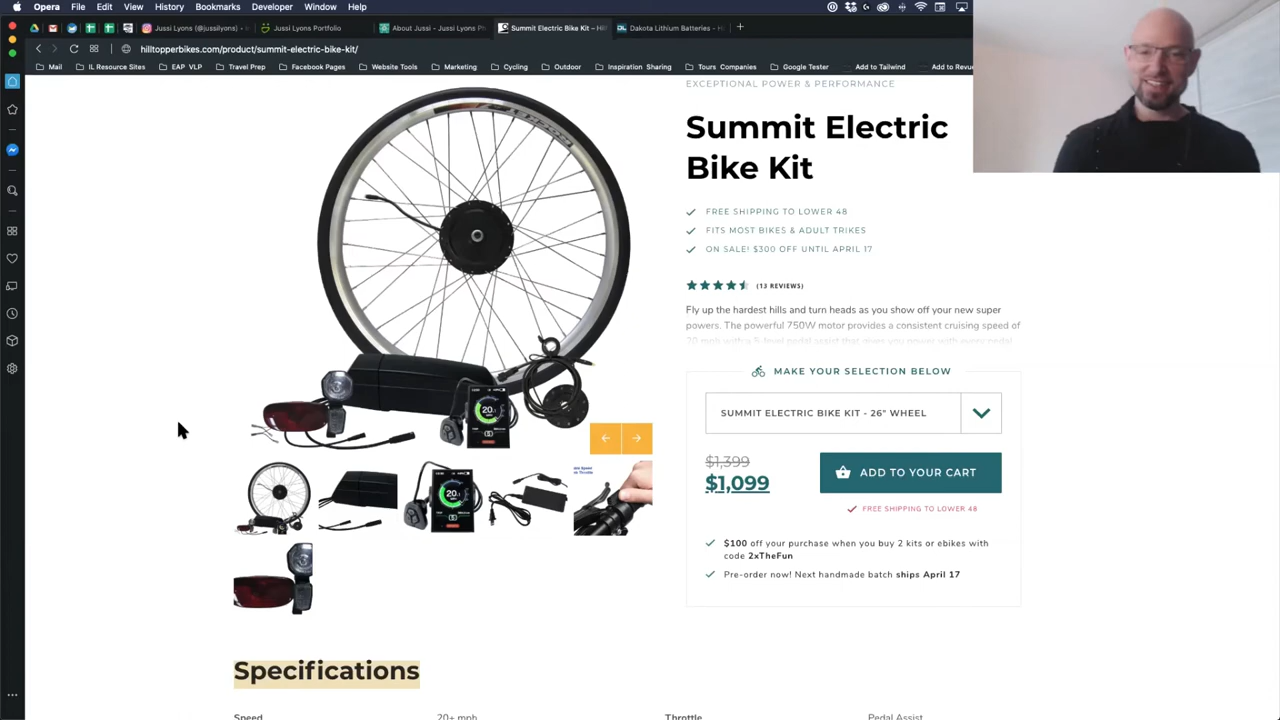 Opera File Edit View History Bookmarks Developer Window Help
Jussi Lyons (@jussilyons) •
Jussi Lyons Portfolio
About Jussi - Jussi Lyons Ph
Summit Electric Bike Kit – Hil
Dakota Lithium Batteries - H
hilltopperbikes.com/product/summit-electric-bike-kit/
Mail IL Resource Sites EAP VLP Travel Prep Facebook Pages Website Tools Marketing Cycling Outdoor Inspiration Sharing Tours Companies Google Tester Add to Tailwind Add to Revue
EXCEPTIONAL POWER & PERFORMANCE
Summit Electric
Bike Kit
FREE SHIPPING TO LOWER 48
FITS MOST BIKES & ADULT TRIKES
ON SALE! $300 OFF UNTIL APRIL 17
(13 REVIEWS)
Fly up the hardest hills and turn heads as you show off your new super
powers. The powerful 750W motor provides a consistent cruising speed of
20 mph with a 5-level pedal assist that gives you power with every pedal
MAKE YOUR SELECTION BELOW
SUMMIT ELECTRIC BIKE KIT - 26" WHEEL
$1,399
$1,099
ADD TO YOUR CART
FREE SHIPPING TO LOWER 48
$100 off your purchase when you buy 2 kits or ebikes with
code 2xTheFun
Pre-order now! Next handmade batch ships April 17
Specifications
Speed 20+ mph Throttle Pedal Assist